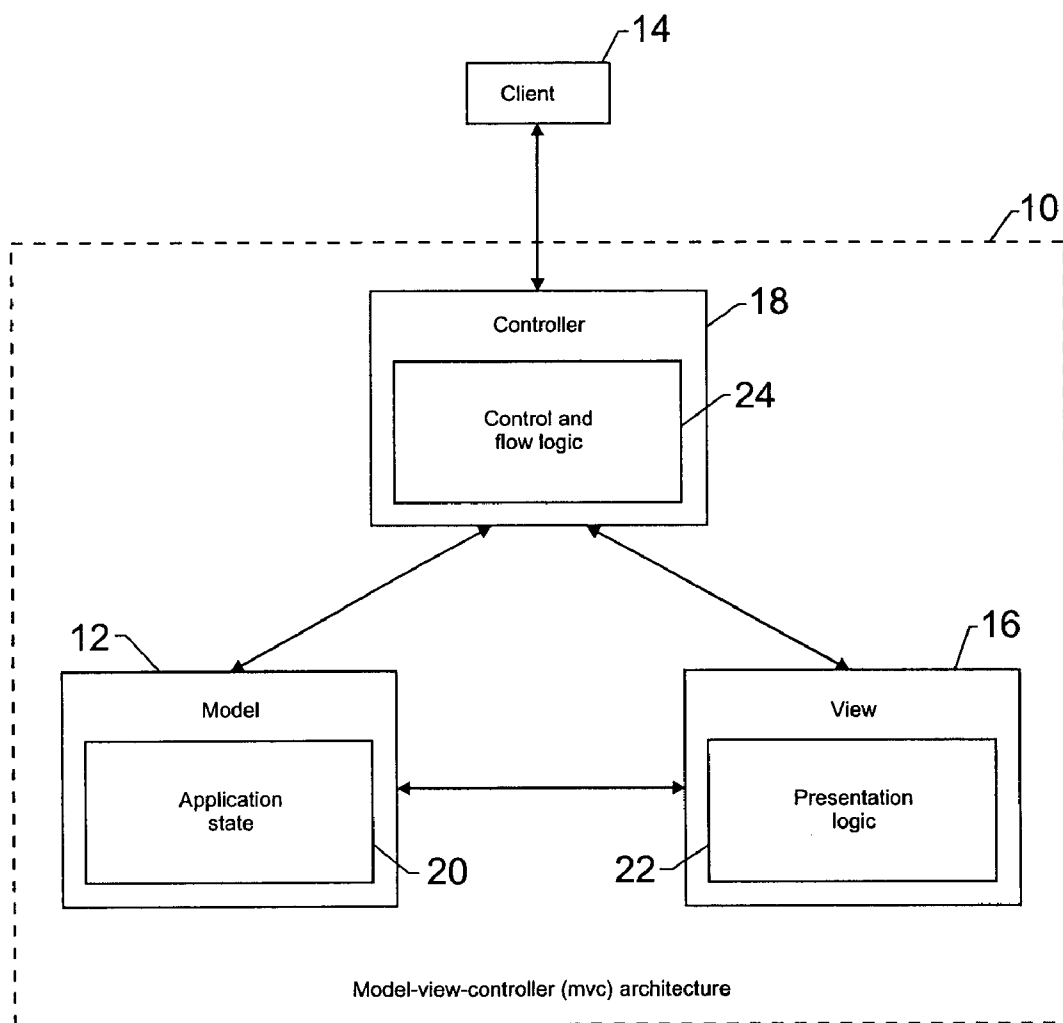 14
Client
10
Controller
18
Control and
flow logic
24
12
Model
Application
state
20
16
View
Presentation
logic
22
Model-view-controller (mvc) architecture